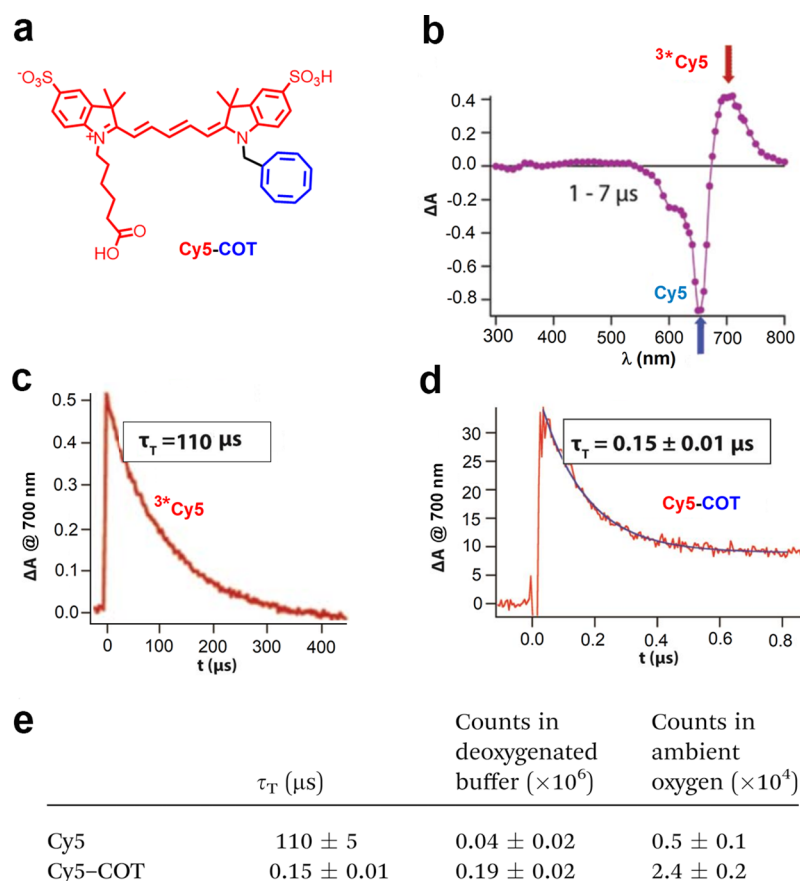 a
⁻O₃S
SO₃H
N⁺
N
O
HO
Cy5-COT
b
³*Cy5
0.4
0.2
0.0
-0.2
-0.4
-0.6
-0.8
ΔA
1 - 7 µs
Cy5
300 400 500 600 700 800
λ (nm)
c
0.5
0.4
0.3
0.2
0.1
0.0
ΔA @ 700 nm
τT = 110 µs
³*Cy5
0 100 200 300 400
t (µs)
d
30
25
20
15
10
5
0
ΔA @ 700 nm
τT = 0.15 ± 0.01 µs
Cy5-COT
0.0 0.2 0.4 0.6 0.8
t (µs)
e
τT (µs)
Counts in
deoxygenated
buffer (×10⁶)
Counts in
ambient
oxygen (×10⁴)
Cy5 110 ± 5 0.04 ± 0.02 0.5 ± 0.1
Cy5–COT 0.15 ± 0.01 0.19 ± 0.02 2.4 ± 0.2